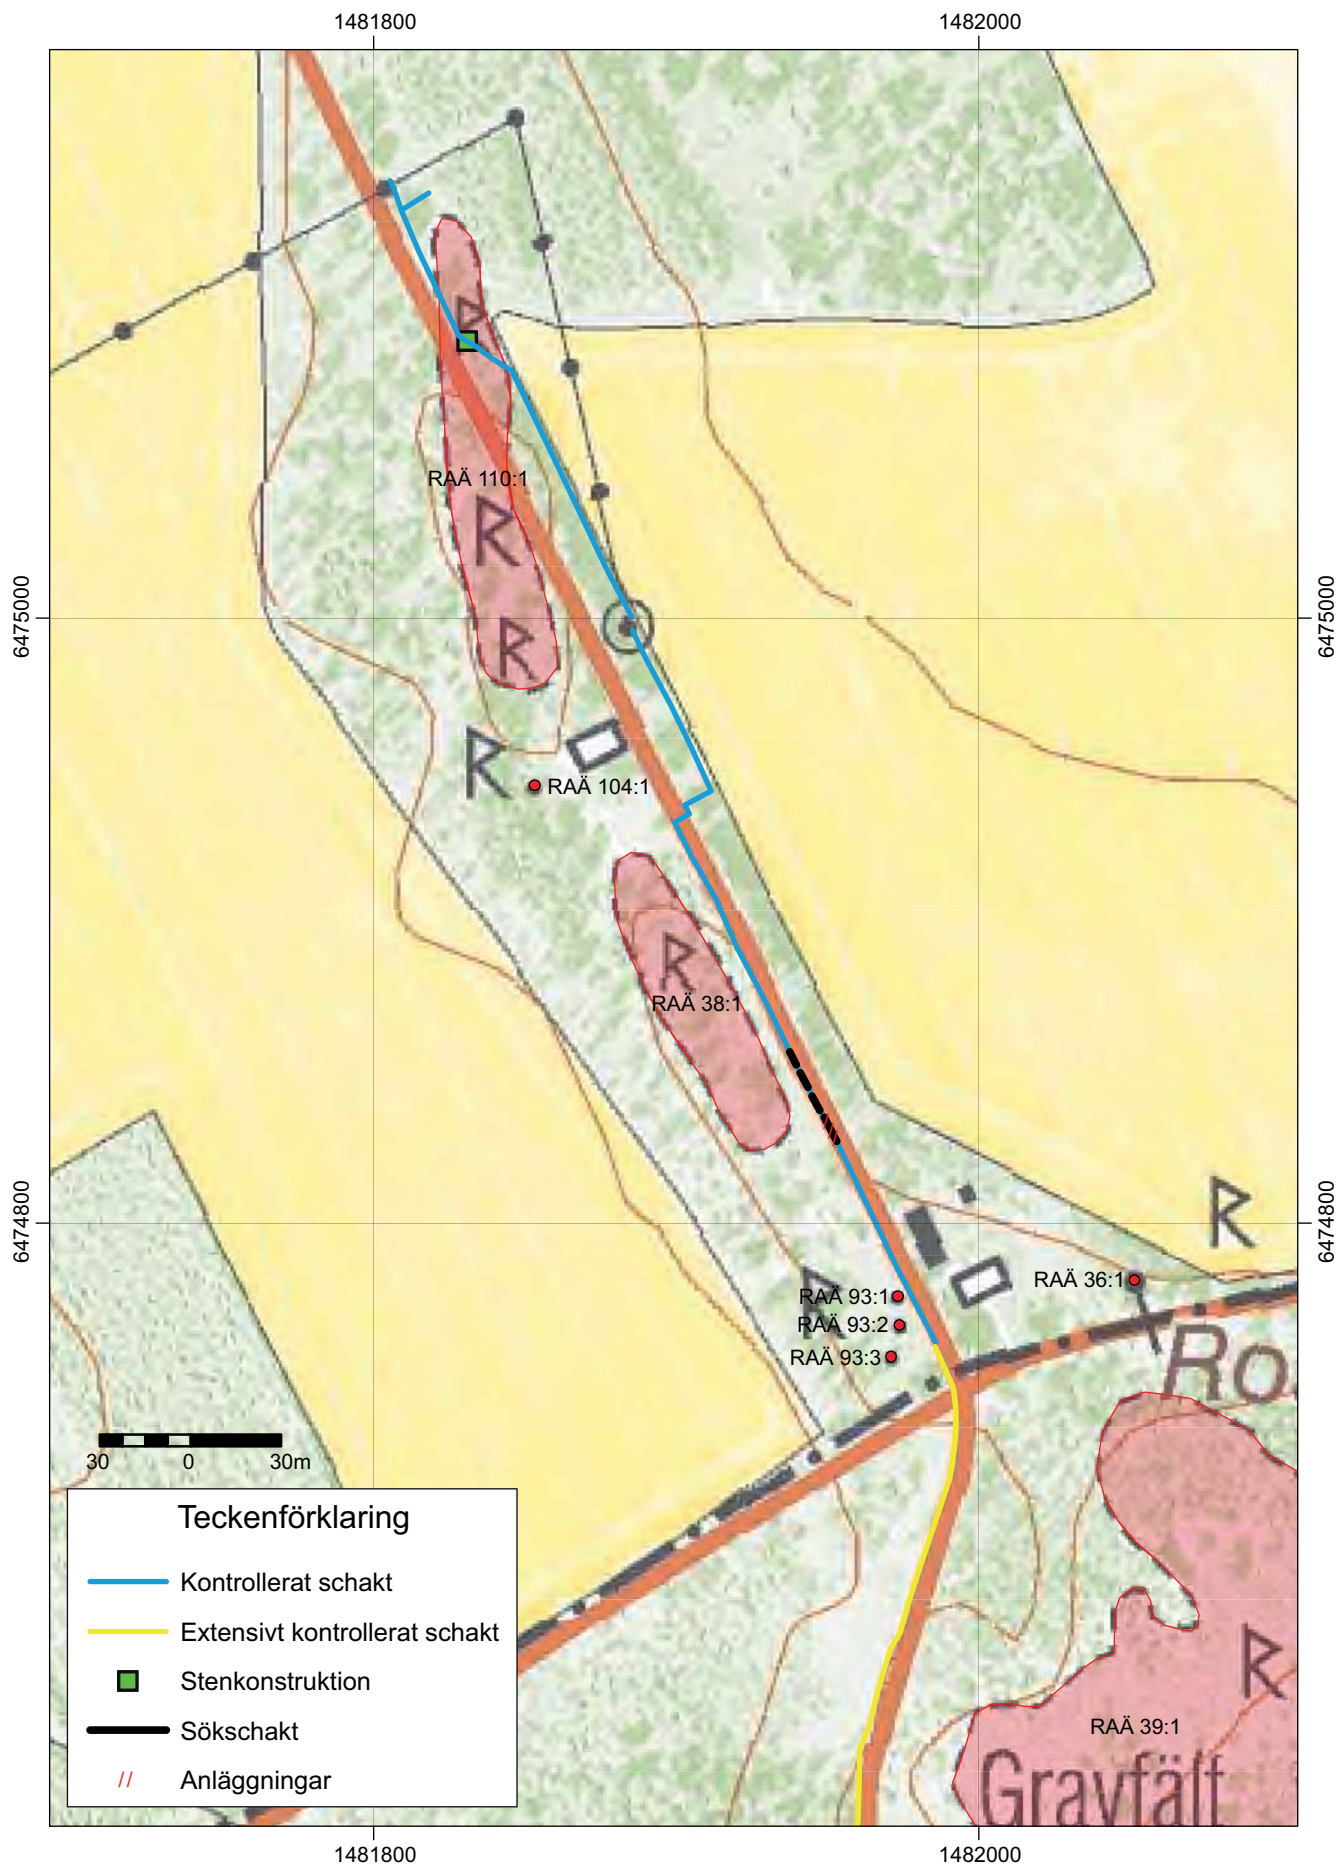 1481800 1482000
R
RAÄ 110:1
R
6475000 6475000
R
R
RAÄ 104:1
R
RAÄ 38:1
6474800 6474800
R
RAÄ 36:1
R
RAÄ 93:1
RAÄ 93:2
RAÄ 93:3
Ro
30 0 30m
Teckenförklaring
Kontrollerat schakt
Extensivt kontrollerat schakt
Stenkonstruktion
Sökschakt
Anläggningar
R
RAÄ 39:1
Gravfält
1481800 1482000